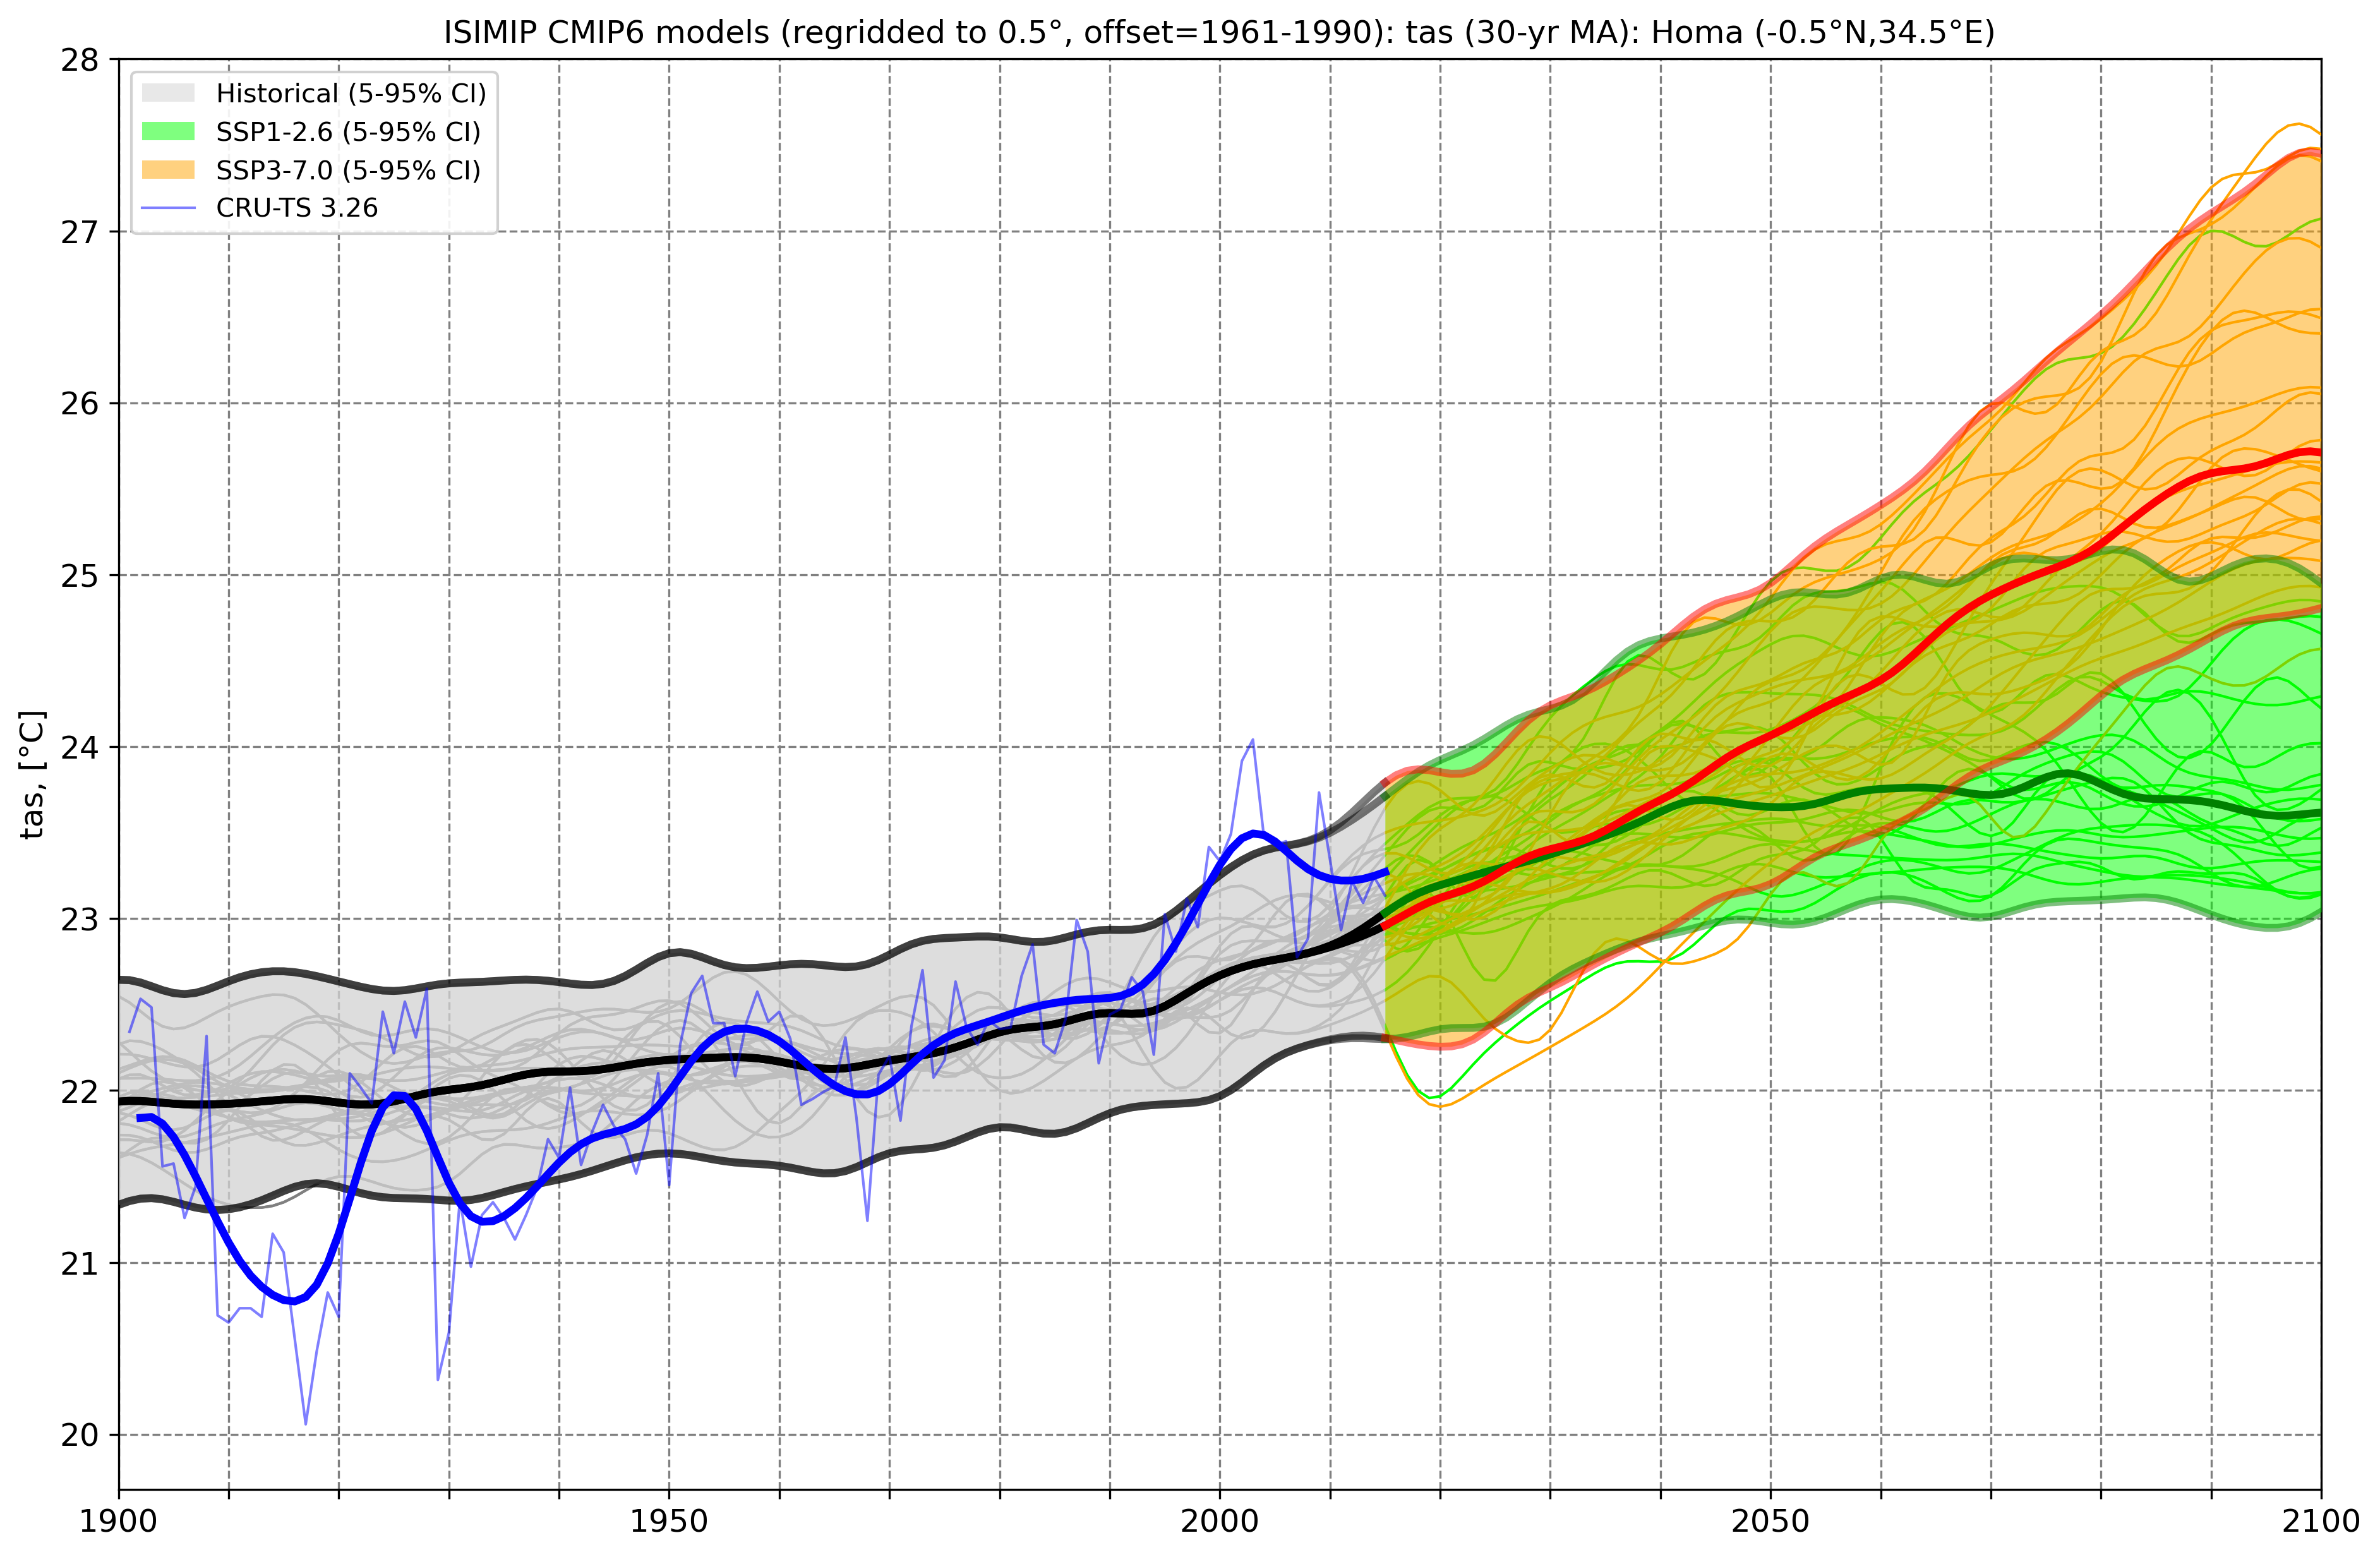 ISIMIP CMIP6 models (regridded to 0.5°, offset=1961-1990): tas (30-yr MA): Homa (-0.5°N,34.5°E)
28
Historical (5-95% CI)
SSP1-2.6 (5-95% CI)
SSP3-7.0 (5-95% CI)
CRU-TS 3.26
27
26
25
24
tas, [°C]
23
22
21
20
1900 1950 2000 2050 2100